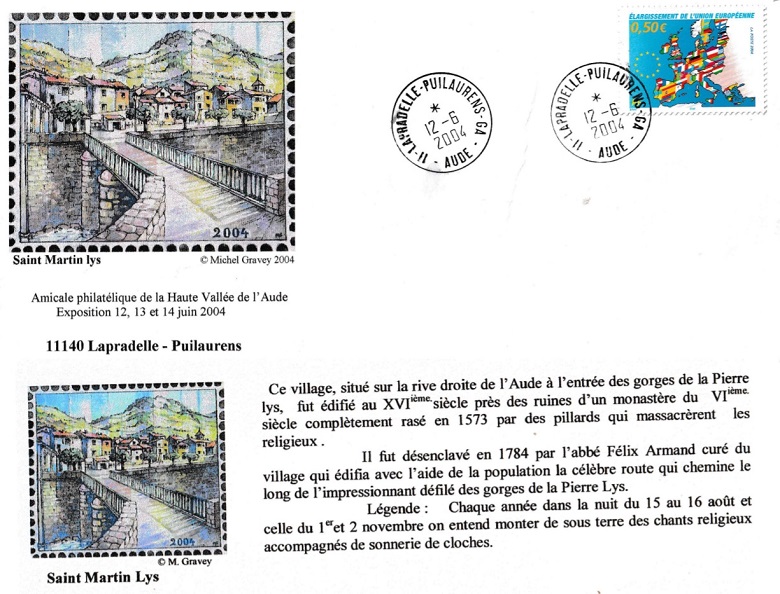 2004
Saint Martin lys
© Michel Gravey 2004
Amicale philatélique de la Haute Vallée de l'Aude
Exposition 12, 13 et 14 juin 2004
11140 Lapradelle - Puilaurens
11-LAPRADELLE-PUILAURENS-GA
*
12-6
2004
- AUDE -
11-LAPRADELLE-PUILAURENS-GA
*
12-6
2004
- AUDE -
ÉLARGISSEMENT DE L'UNION EUROPÉENNE
0,50€
2004
© M. Gravey
Saint Martin Lys
Ce village, situé sur la rive droite de l'Aude à l'entrée des gorges de la Pierre
lys, fut édifié au XVIième. siècle près des ruines d'un monastère du VIième.
siècle complètement rasé en 1573 par des pillards qui massacrèrent les
religieux .
Il fut désenclavé en 1784 par l'abbé Félix Armand curé du
village qui édifia avec l'aide de la population la célèbre route qui chemine le
long de l'impressionnant défilé des gorges de la Pierre Lys.
Légende : Chaque année dans la nuit du 15 au 16 août et
celle du 1er et 2 novembre on entend monter de sous terre des chants religieux
accompagnés de sonnerie de cloches.